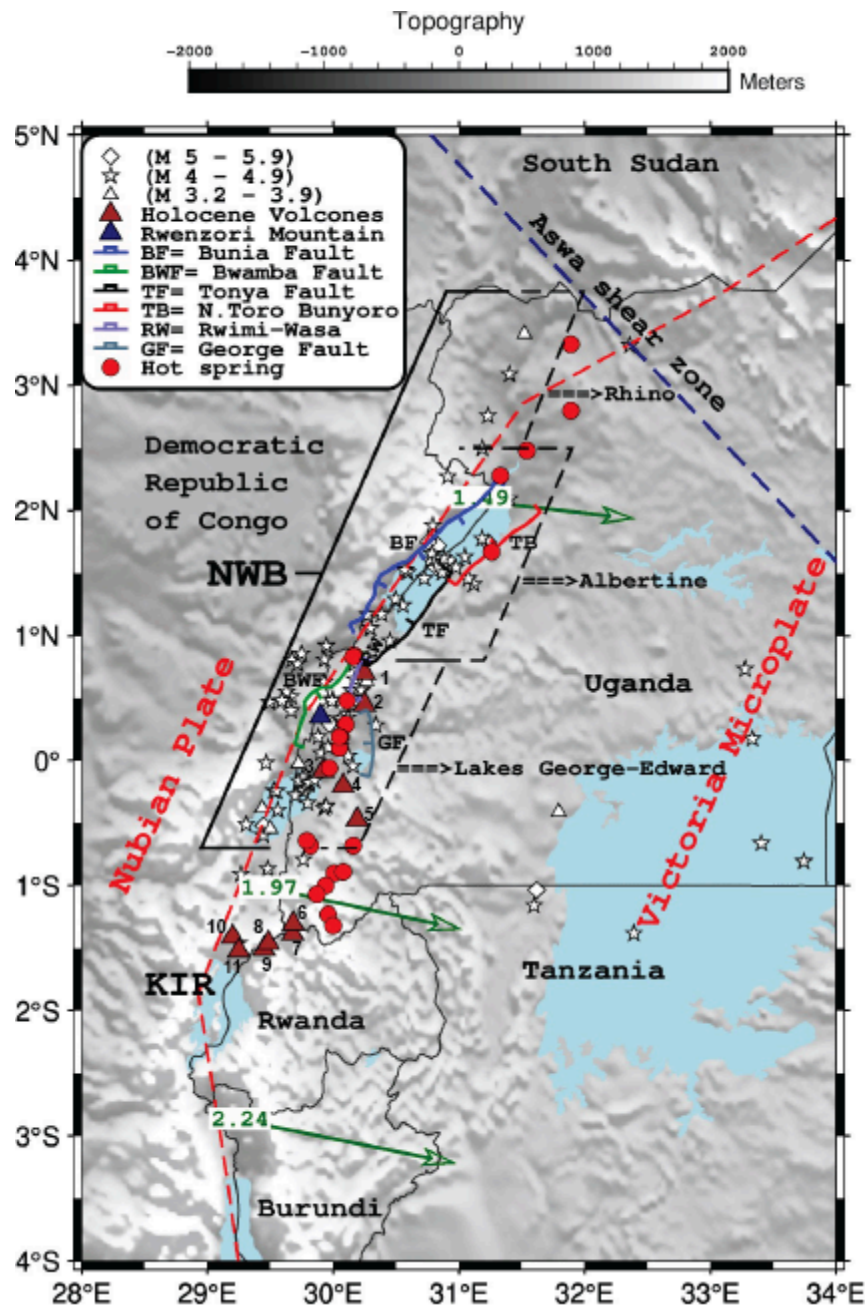 Topography
-2000 -1000 0 1000 2000
Meters
5°N
4°N
3°N
2°N
1°N
0°
1°S
2°S
3°S
4°S
28°E 29°E 30°E 31°E 32°E 33°E 34°E
(M 5 - 5.9)
(M 4 - 4.9)
(M 3.2 - 3.9)
Holocene Volcones
Rwenzori Mountain
BF= Bunia Fault
BWF= Bwamba Fault
TF= Tonya Fault
TB= N.Toro Bunyoro
RW= Rwimi-Wasa
GF= George Fault
Hot spring
South Sudan
Aswa shear zone
===>Rhino
Democratic
Republic
of Congo
1.49
BF
TB
NWB
===>Albertine
TF
RW
1
BWF
2
Uganda
GF
3
===>Lakes George-Edward
4
5
Nubian Plate
Victoria Microplate
1.97
6
10
8
7
11
9
KIR
Tanzania
Rwanda
2.24
Burundi